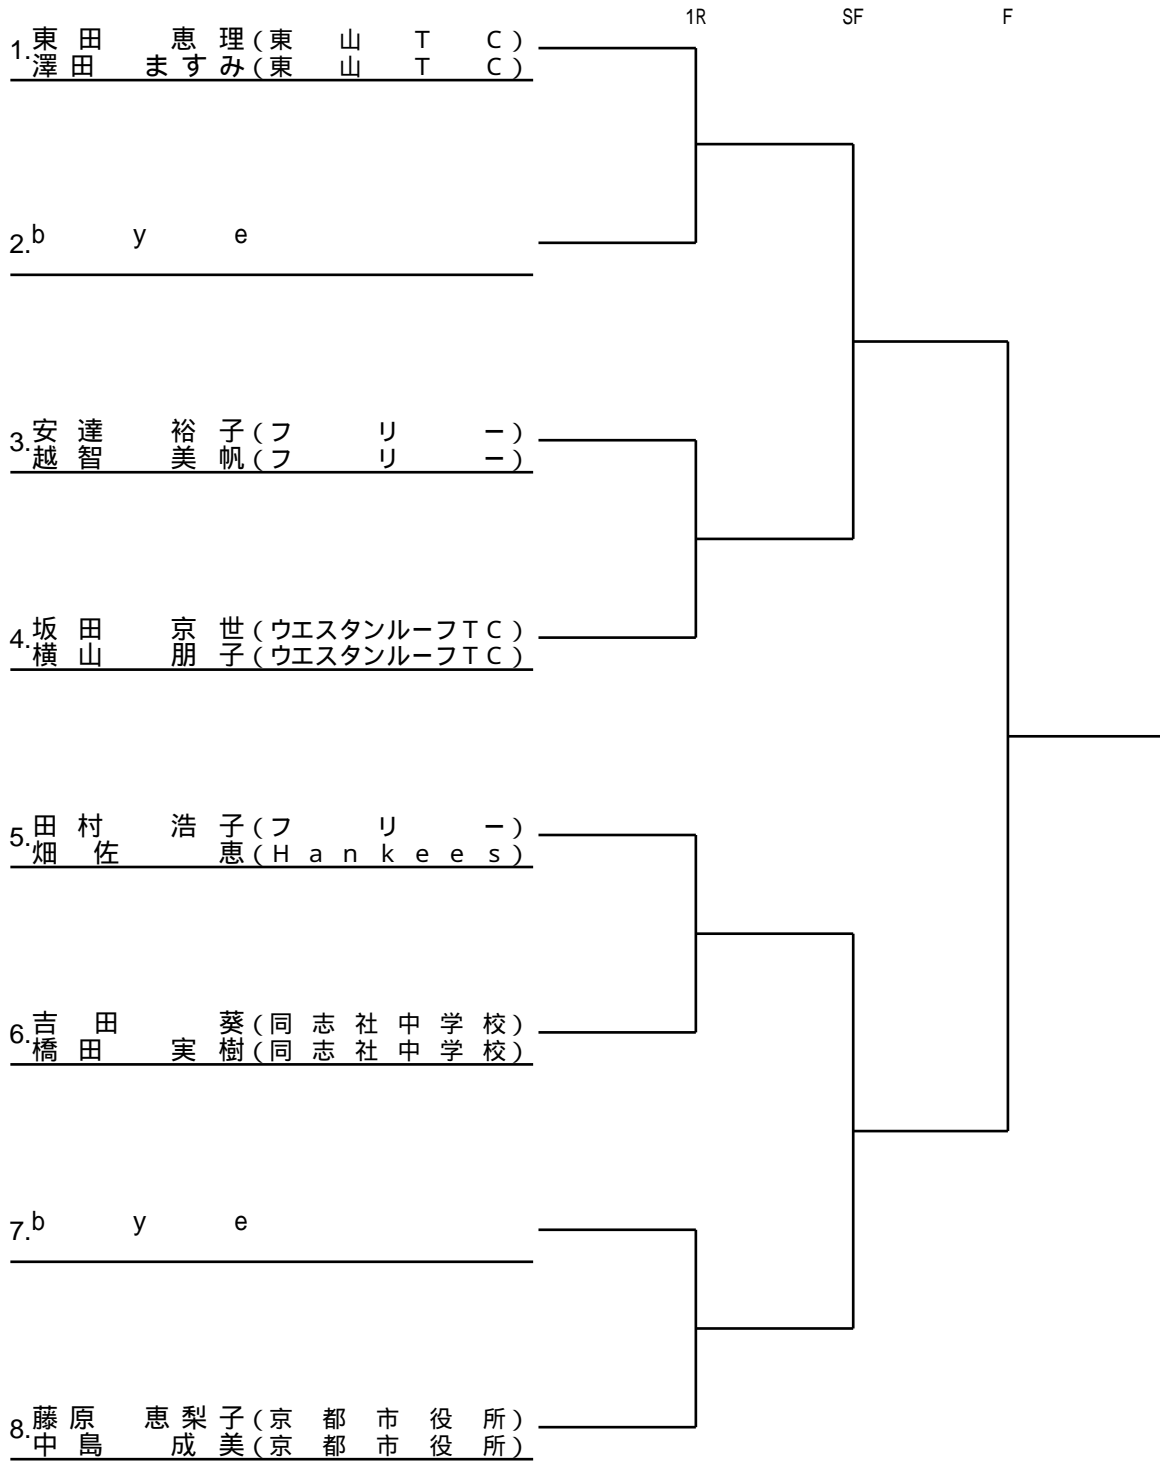 1R SF F
1. 東田 恵理(東山TC)
澤田 ますみ(東山TC)
2. bye
3. 安達 裕子(フリー)
越智 美帆(フリー)
4. 坂田 京世(ウエスタンルーフTC)
横山 朋子(ウエスタンルーフTC)
5. 田村 浩子(フリー)
畑 佐恵(Hankees)
6. 吉田 葵(同志社中学校)
橋田 実樹(同志社中学校)
7. bye
8. 藤原 恵梨子(京都市役所)
中島 成美(京都市役所)